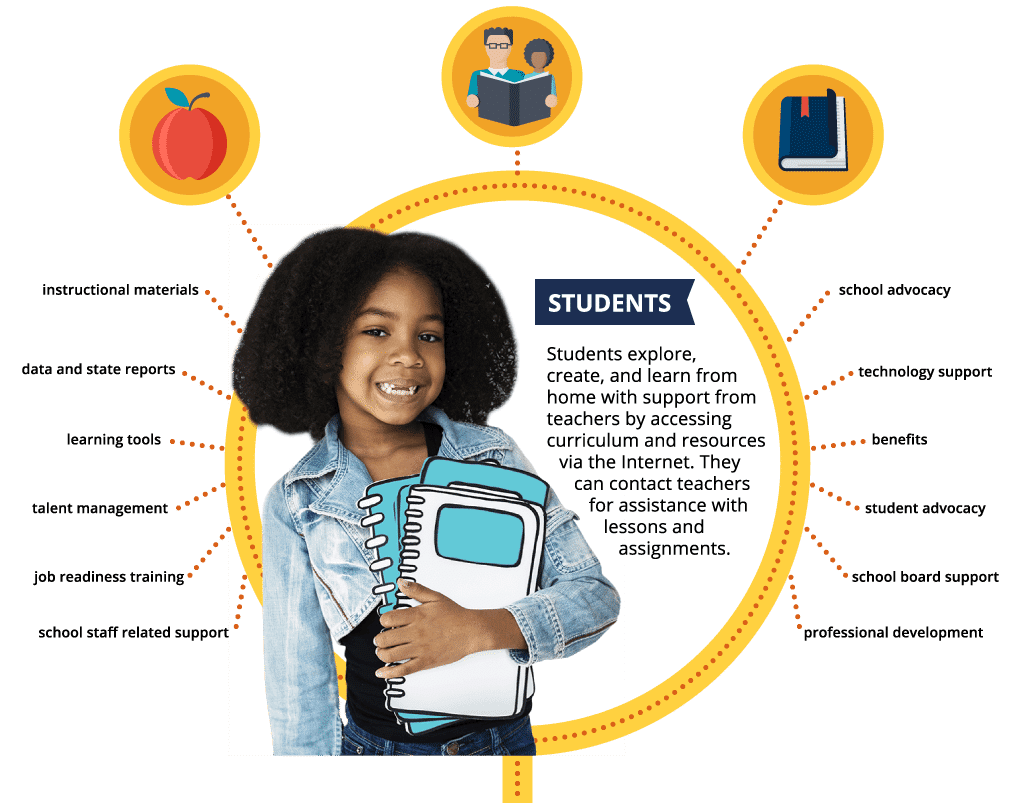 STUDENTS
Students explore,
create, and learn from
home with support from
teachers by accessing
curriculum and resources
via the Internet. They
can contact teachers
for assistance with
lessons and
assignments.
instructional materials
data and state reports
learning tools
talent management
job readiness training
school staff related support
school advocacy
technology support
benefits
student advocacy
school board support
professional development